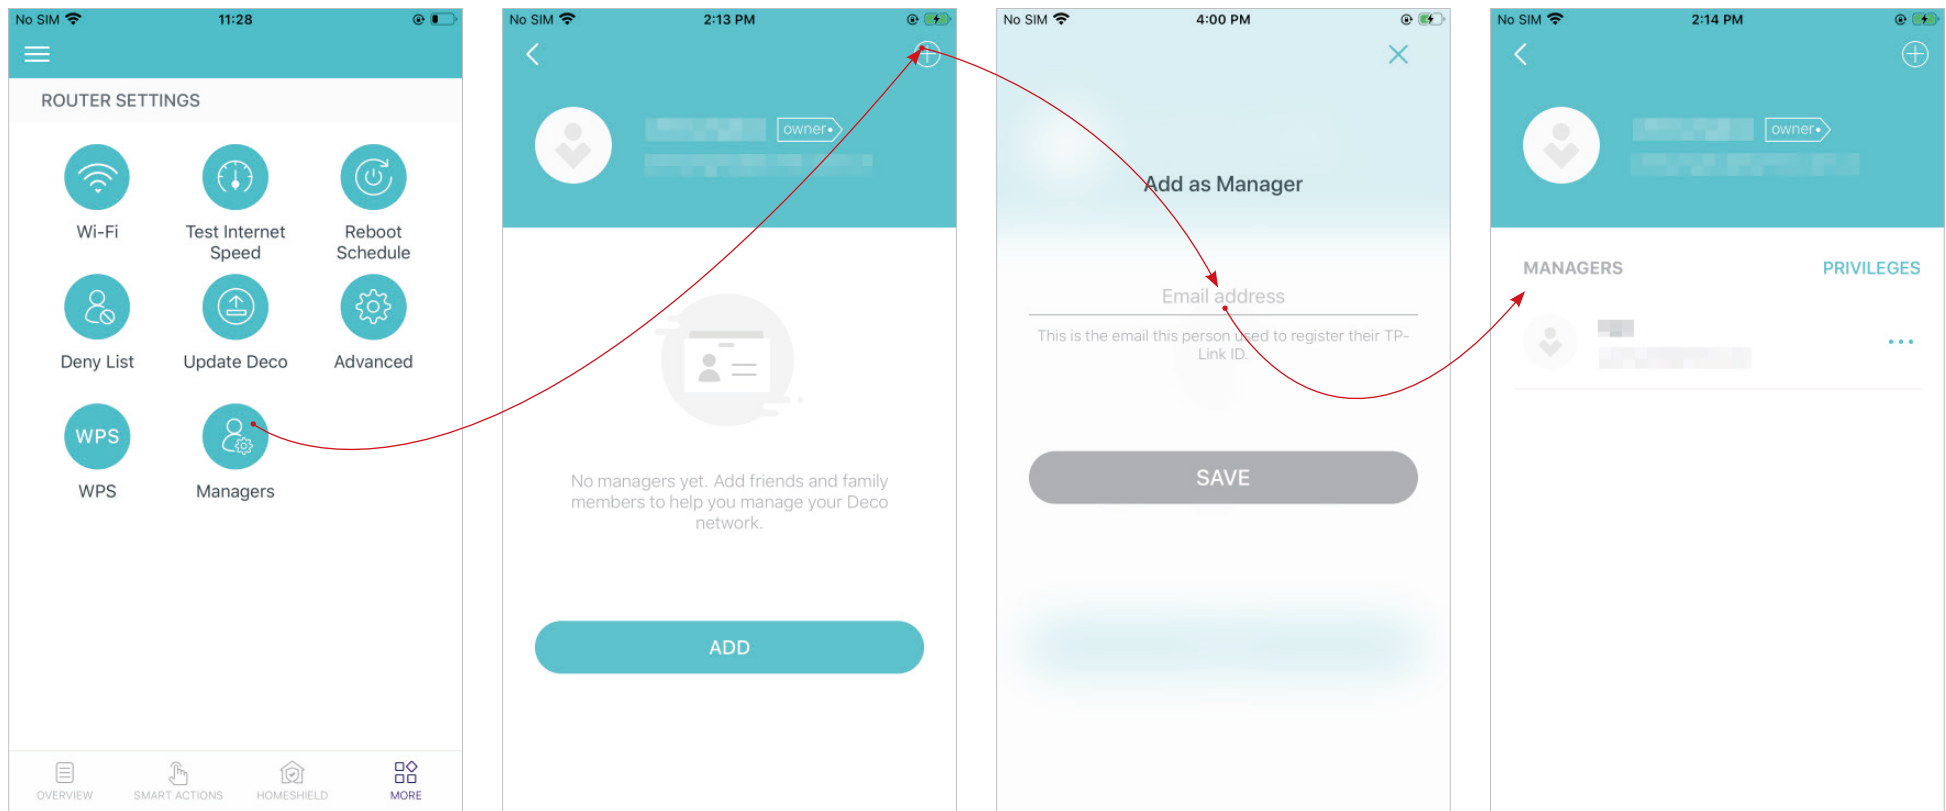 No SIM 11:28
ROUTER SETTINGS
Wi-Fi
Test Internet
Speed
Reboot
Schedule
Deny List
Update Deco
Advanced
WPS
WPS
Managers
OVERVIEW
SMART ACTIONS
HOMESHIELD
MORE
No SIM 2:13 PM
owner
No managers yet. Add friends and family
members to help you manage your Deco
network.
ADD
No SIM 4:00 PM
Add as Manager
Email address
This is the email this person used to register their TP-
Link ID.
SAVE
No SIM 2:14 PM
owner
MANAGERS PRIVILEGES